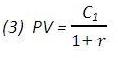 (3) PV = C₁ / 1 + r